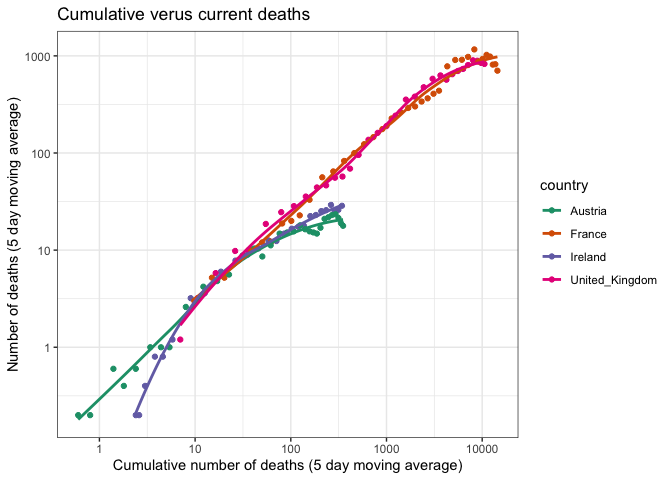 Cumulative verus current deaths
Number of deaths (5 day moving average)
1000
100
10
1
1
10
100
1000
10000
Cumulative number of deaths (5 day moving average)
country
Austria
France
Ireland
United_Kingdom